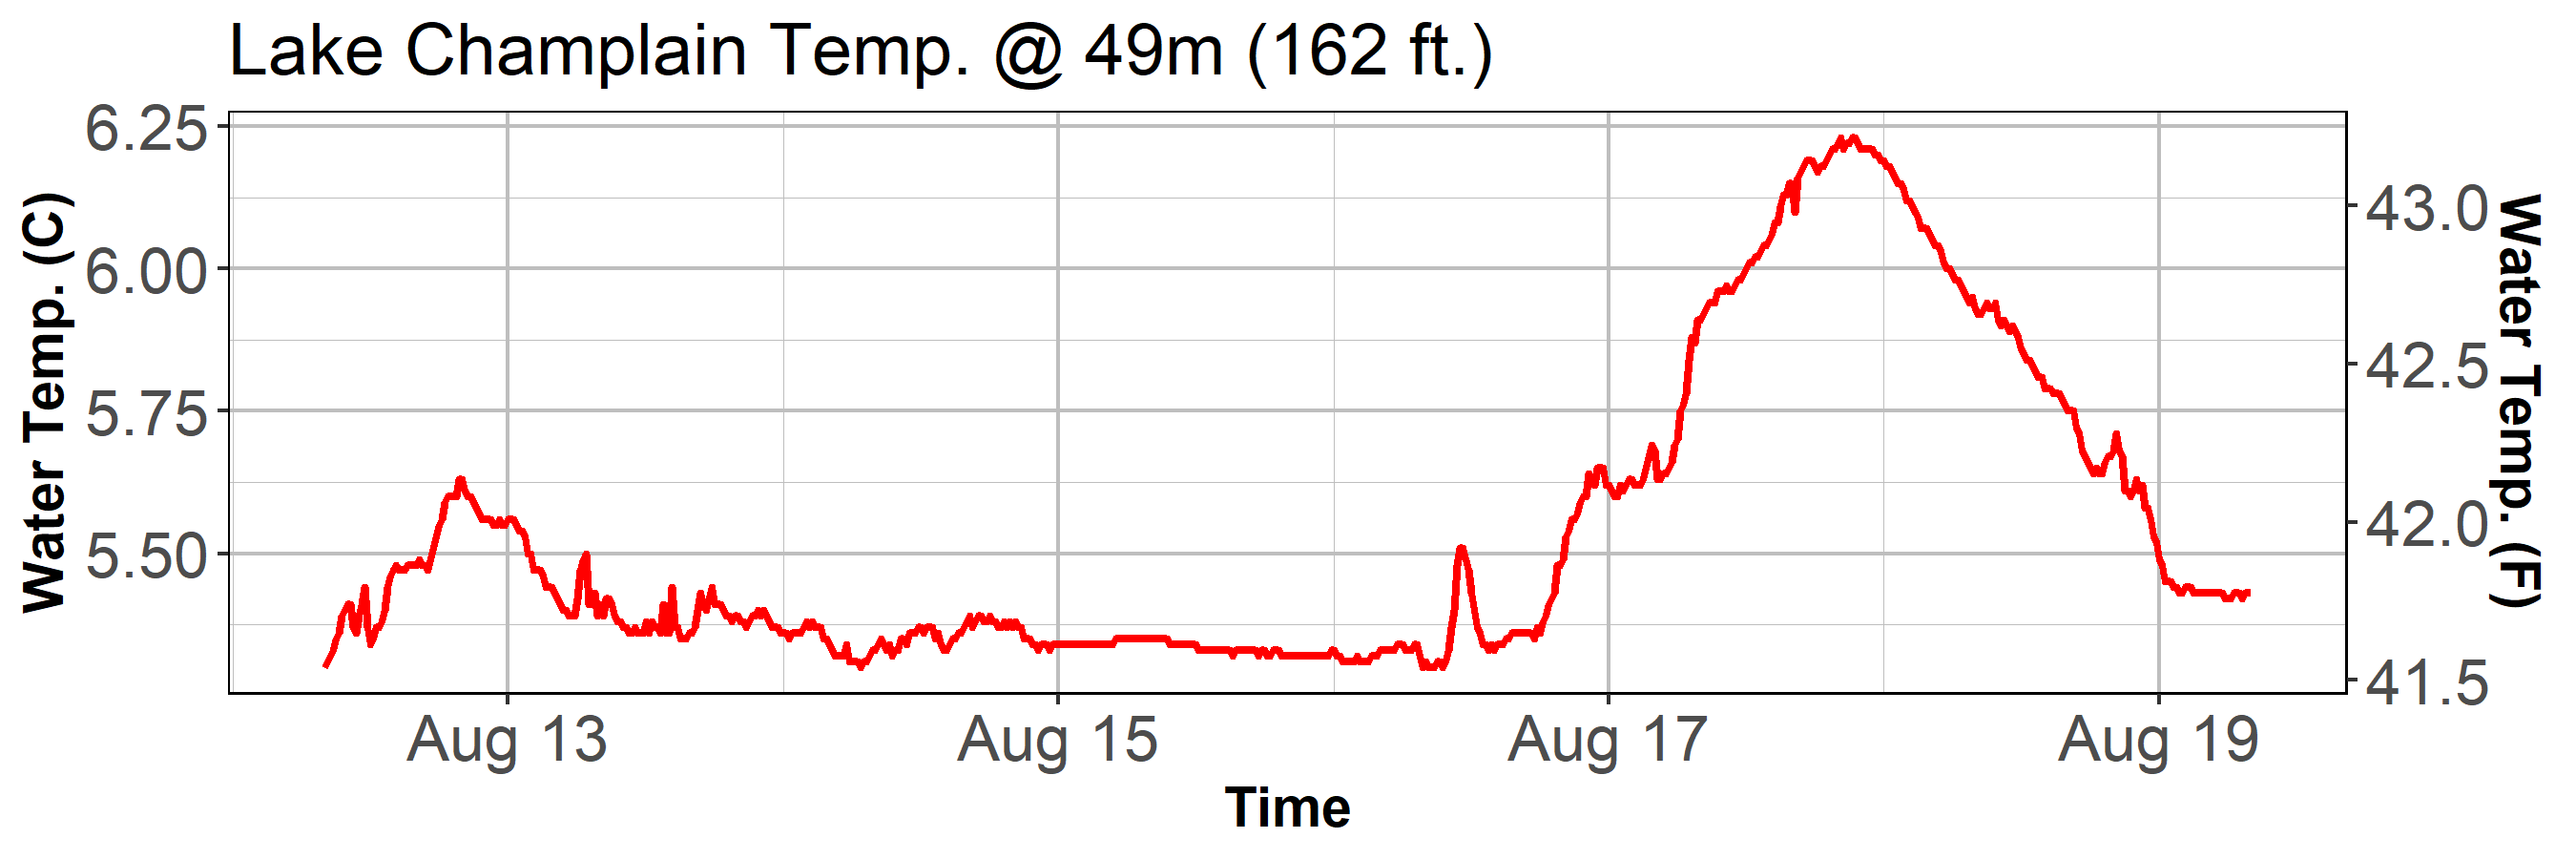 Lake Champlain Temp. @ 49m (162 ft.)
Water Temp. (C)
6.25
6.00
5.75
5.50
43.0
42.5
42.0
41.5
Water Temp. (F)
Aug 13 Aug 15 Aug 17 Aug 19
Time